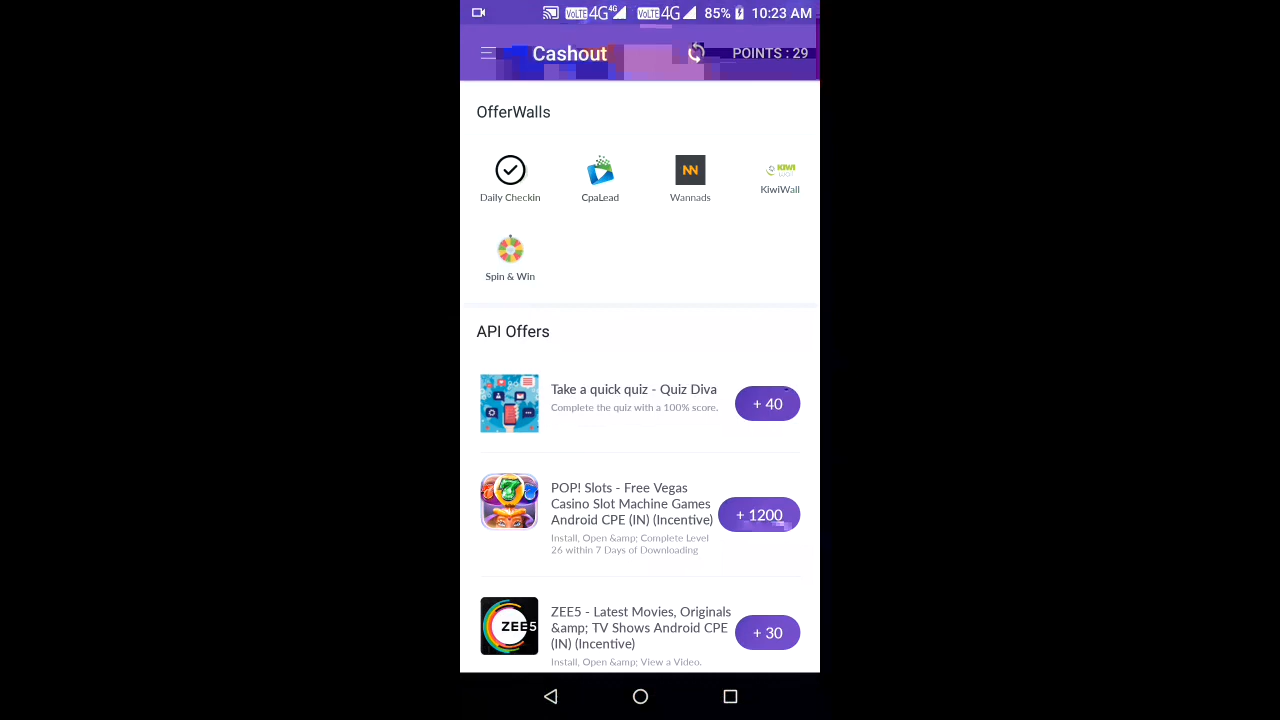 VoLTE 4G 4G VoLTE 4G 85% 10:23 AM
Cashout POINTS : 29
OfferWalls
Daily Checkin CpaLead Wannads KiwiWall
Spin & Win
API Offers
Take a quick quiz - Quiz Diva
Complete the quiz with a 100% score.
+ 40
POP! Slots - Free Vegas
Casino Slot Machine Games
Android CPE (IN) (Incentive)
+ 1200
Install, Open &amp; Complete Level
26 within 7 Days of Downloading
ZEE5
ZEE5 - Latest Movies, Originals
&amp; TV Shows Android CPE
(IN) (Incentive)
+ 30
Install, Open &amp; View a Video.